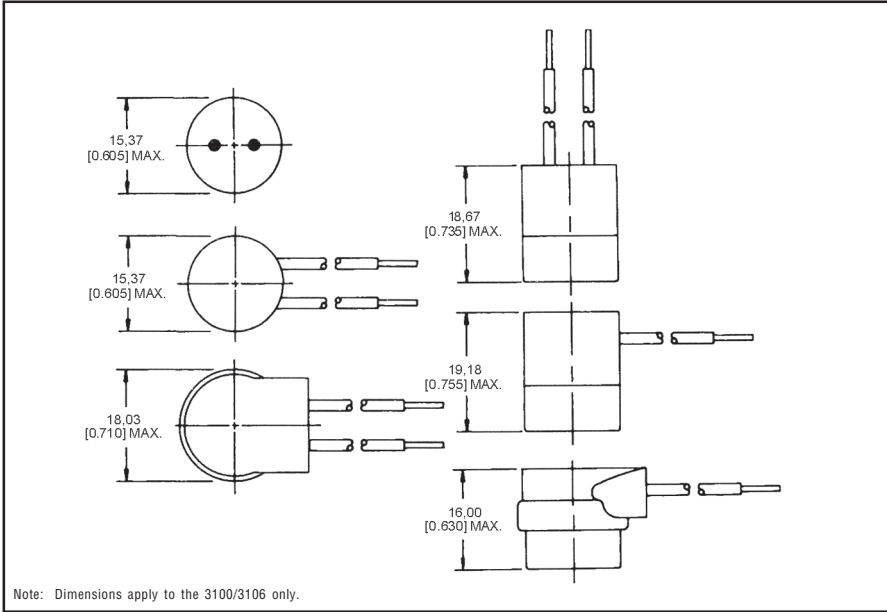 15,37
[0.605] MAX.
18,67
[0.735] MAX.
15,37
[0.605] MAX.
19,18
[0.755] MAX.
18,03
[0.710] MAX.
16,00
[0.630] MAX.
Note: Dimensions apply to the 3100/3106 only.